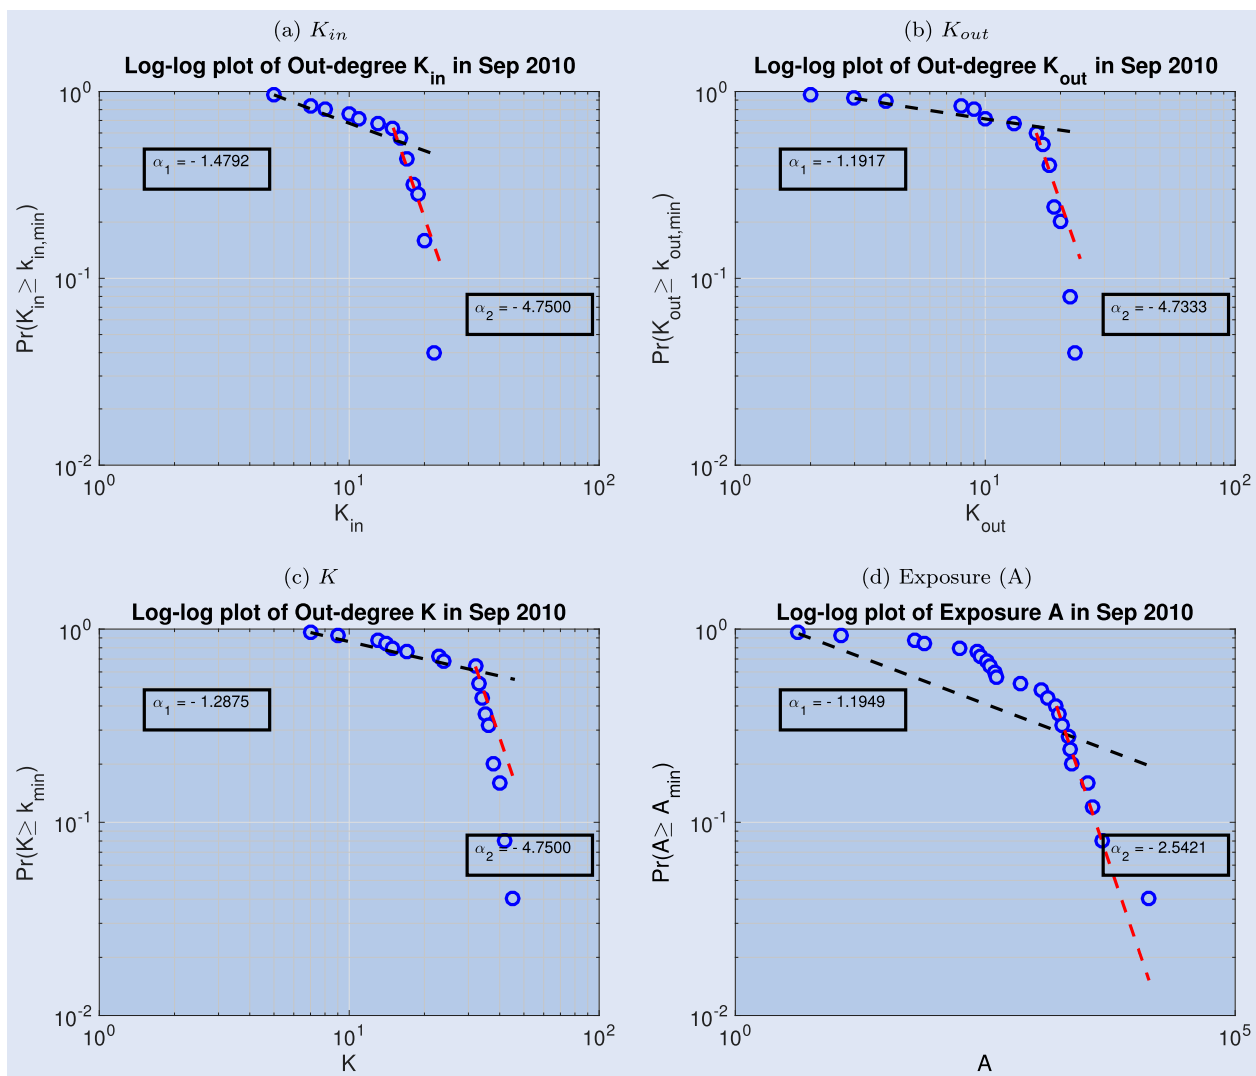 (a) K_in
Log-log plot of Out-degree K_in in Sep 2010
10^0
α_1 = - 1.4792
Pr(K_in ≥ k_in,min)
10^-1
α_2 = - 4.7500
10^-2
10^0 10^1 10^2
K_in
(b) K_out
Log-log plot of Out-degree K_out in Sep 2010
10^0
α_1 = - 1.1917
Pr(K_out ≥ k_out,min)
10^-1
α_2 = - 4.7333
10^-2
10^0 10^1 10^2
K_out
(c) K
Log-log plot of Out-degree K in Sep 2010
10^0
α_1 = - 1.2875
Pr(K≥ k_min)
10^-1
α_2 = - 4.7500
10^-2
10^0 10^1 10^2
K
(d) Exposure (A)
Log-log plot of Exposure A in Sep 2010
10^0
α_1 = - 1.1949
Pr(A≥ A_min)
10^-1
α_2 = - 2.5421
10^-2
10^0 10^5
A